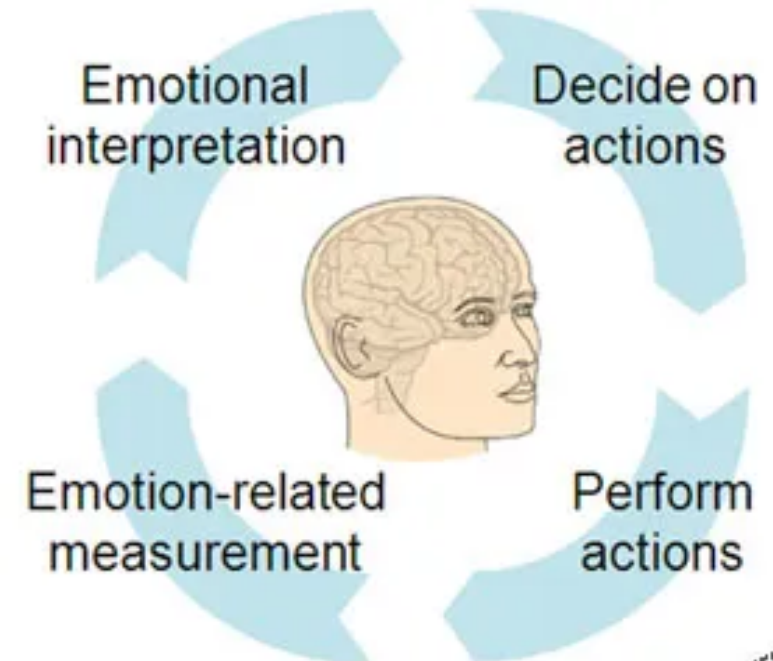 Emotional
interpretation
Decide on
actions
Emotion-related
measurement
Perform
actions